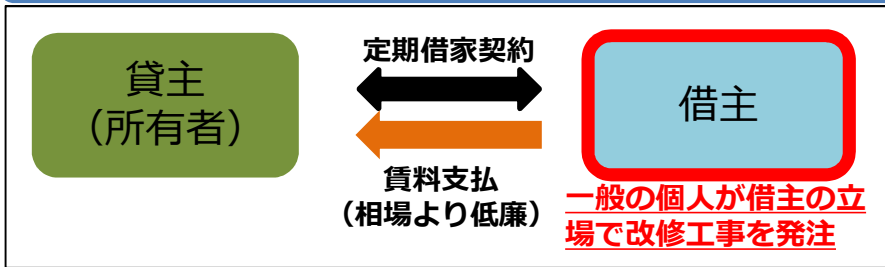 定期借家契約
貸主
（所有者）
借主
賃料支払
（相場より低廉）
一般の個人が借主の立
場で改修工事を発注